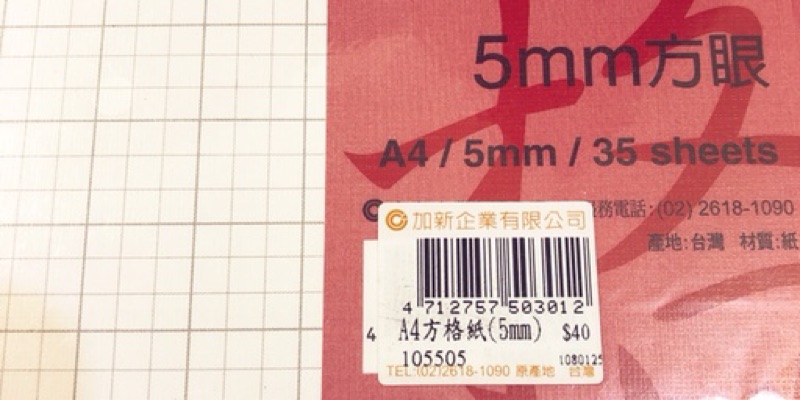 5mm方眼
A4 / 5mm / 35 sheets
務電話:(02) 2618-1090
產地:台灣 材質:紙
加新企業有限公司
4 712757 503012
4
A4方格紙(5mm) $40
105505 1080125
TEL:(02)2618-1090 原產地 台灣